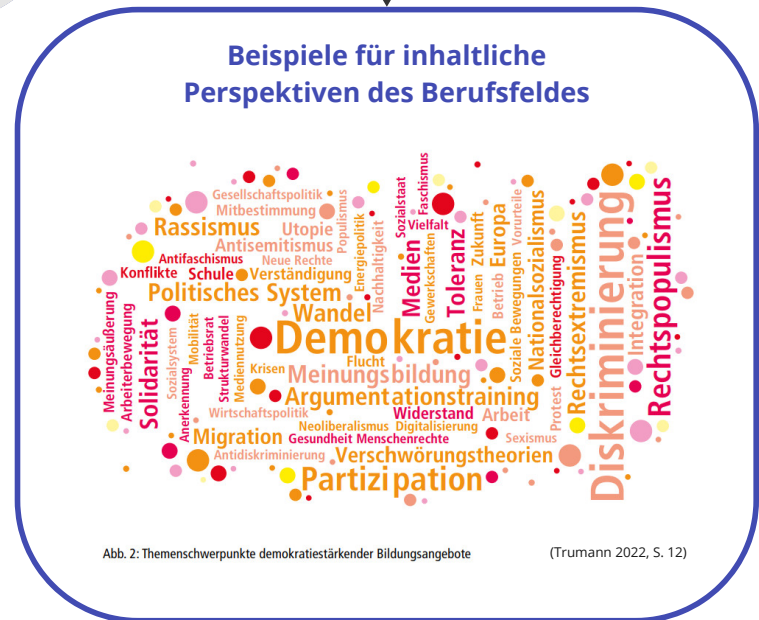 Beispiele für inhaltliche
Perspektiven des Berufsfeldes
Gesellschaftspolitik
Mitbestimmung
Rassismus
Utopie
Antisemitismus
Populismus
Antifaschismus
Neue Rechte
Energiepolitik
Nachhaltigkeit
Konflikte
Schule
Verständigung
Politisches System
Wandel
Sozialstaat
Faschismus
Medien
Vielfalt
Gewerkschaften
Toleranz
Zukunft
Frauen
Europa
Betrieb
Vorurteile
Soziale Bewegungen
Nationalsozialismus
Gleichberechtigung
Protest
Rechtsextremismus
Diskriminierung
Integration
Rechtspopulismus
Meinungsäußerung
Arbeiterbewegung
Solidarität
Sozialsystem
Anerkennung
Mobilität
Betriebsrat
Strukturwandel
Mediennutzung
Demokratie
Flucht
Krisen
Meinungsbildung
Argumentationstraining
Wirtschaftspolitik
Widerstand
Arbeit
Neoliberalismus
Digitalisierung
Migration
Gesundheit
Menschenrechte
Sexismus
Antidiskriminierung
Verschwörungstheorien
Partizipation
Abb. 2: Themenschwerpunkte demokratiestärkender Bildungsangebote
(Trumann 2022, S. 12)